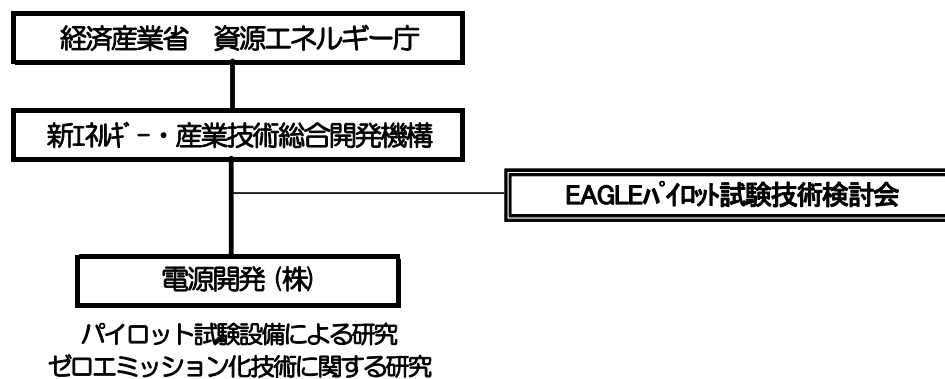 経済産業省　資源エネルギー庁
新ｴﾈﾙｷﾞｰ・産業技術総合開発機構
EAGLEﾊﾟｲﾛｯﾄ試験技術検討会
電源開発（株）
パイロット試験設備による研究
ゼロエミッション化技術に関する研究